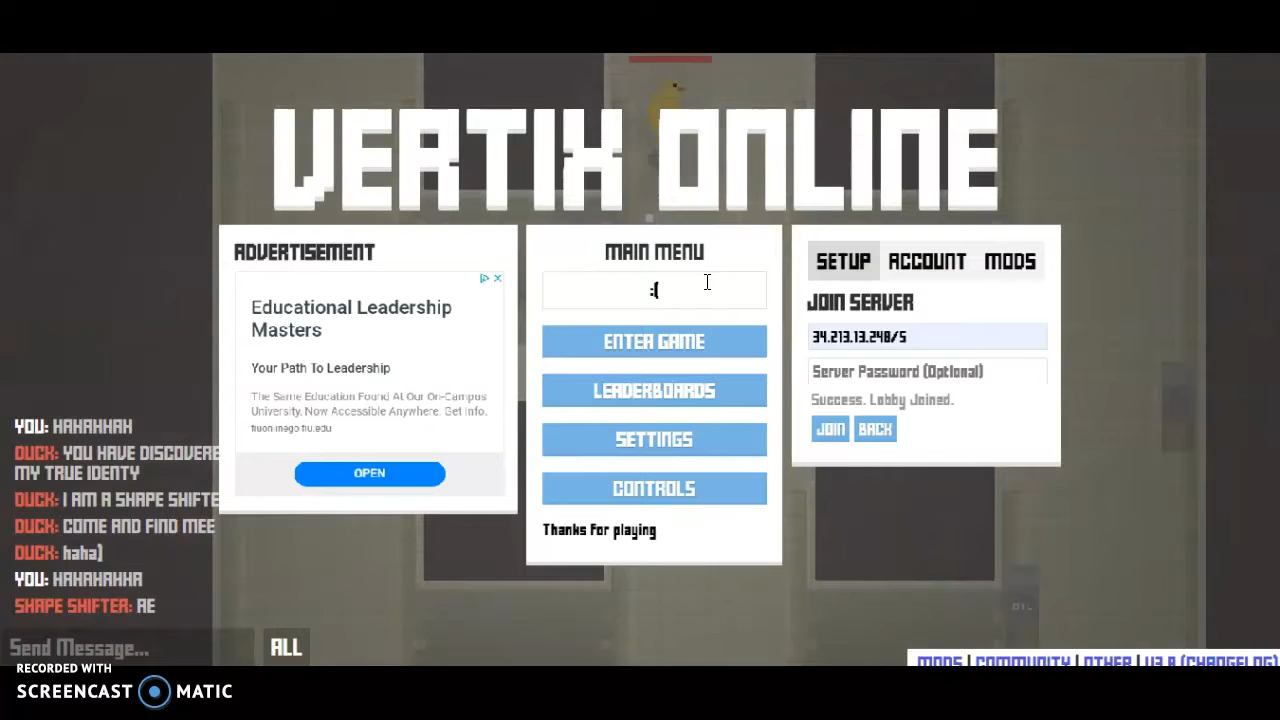 VERTIX ONLINE
ADVERTISEMENT
Educational Leadership
Masters
Your Path To Leadership
The Same Education Found At Our On-Campus
University. Now Accessible Anywhere. Get Info.
OPEN
MAIN MENU
:(
ENTER GAME
LEADERBOARDS
SETTINGS
CONTROLS
Thanks for playing
SETUP ACCOUNT MODS
JOIN SERVER
34.213.13.248/S
Server Password (Optional)
Success. Lobby Joined.
JOIN BACK
YOU: HAHAHHAH
DUCK: YOU HAVE DISCOVERE
MY TRUE IDENTY
DUCK: I AM A SHAPE SHIFTE
DUCK: COME AND FIND MEE
DUCK: haha]
YOU: HAHAHAHHA
SHAPE SHIFTER: AE
Send Message... ALL
MODS | COMMUNITY | OTHER | V3.8 (CHANGELOG)
RECORDED WITH
SCREENCAST MATIC